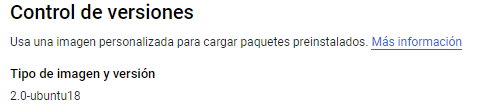 Control de versiones
Usa una imagen personalizada para cargar paquetes preinstalados. Más información
Tipo de imagen y versión
2.0-ubuntu18